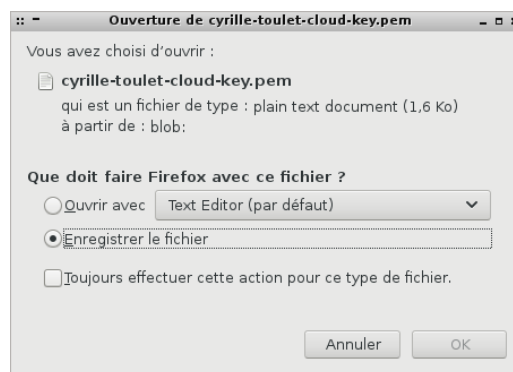 Ouverture de cyrille-toulet-cloud-key.pem
Vous avez choisi d'ouvrir :
cyrille-toulet-cloud-key.pem
qui est un fichier de type : plain text document (1,6 Ko)
à partir de : blob:
Que doit faire Firefox avec ce fichier ?
Ouvrir avec Text Editor (par défaut)
Enregistrer le fichier
Toujours effectuer cette action pour ce type de fichier.
Annuler OK